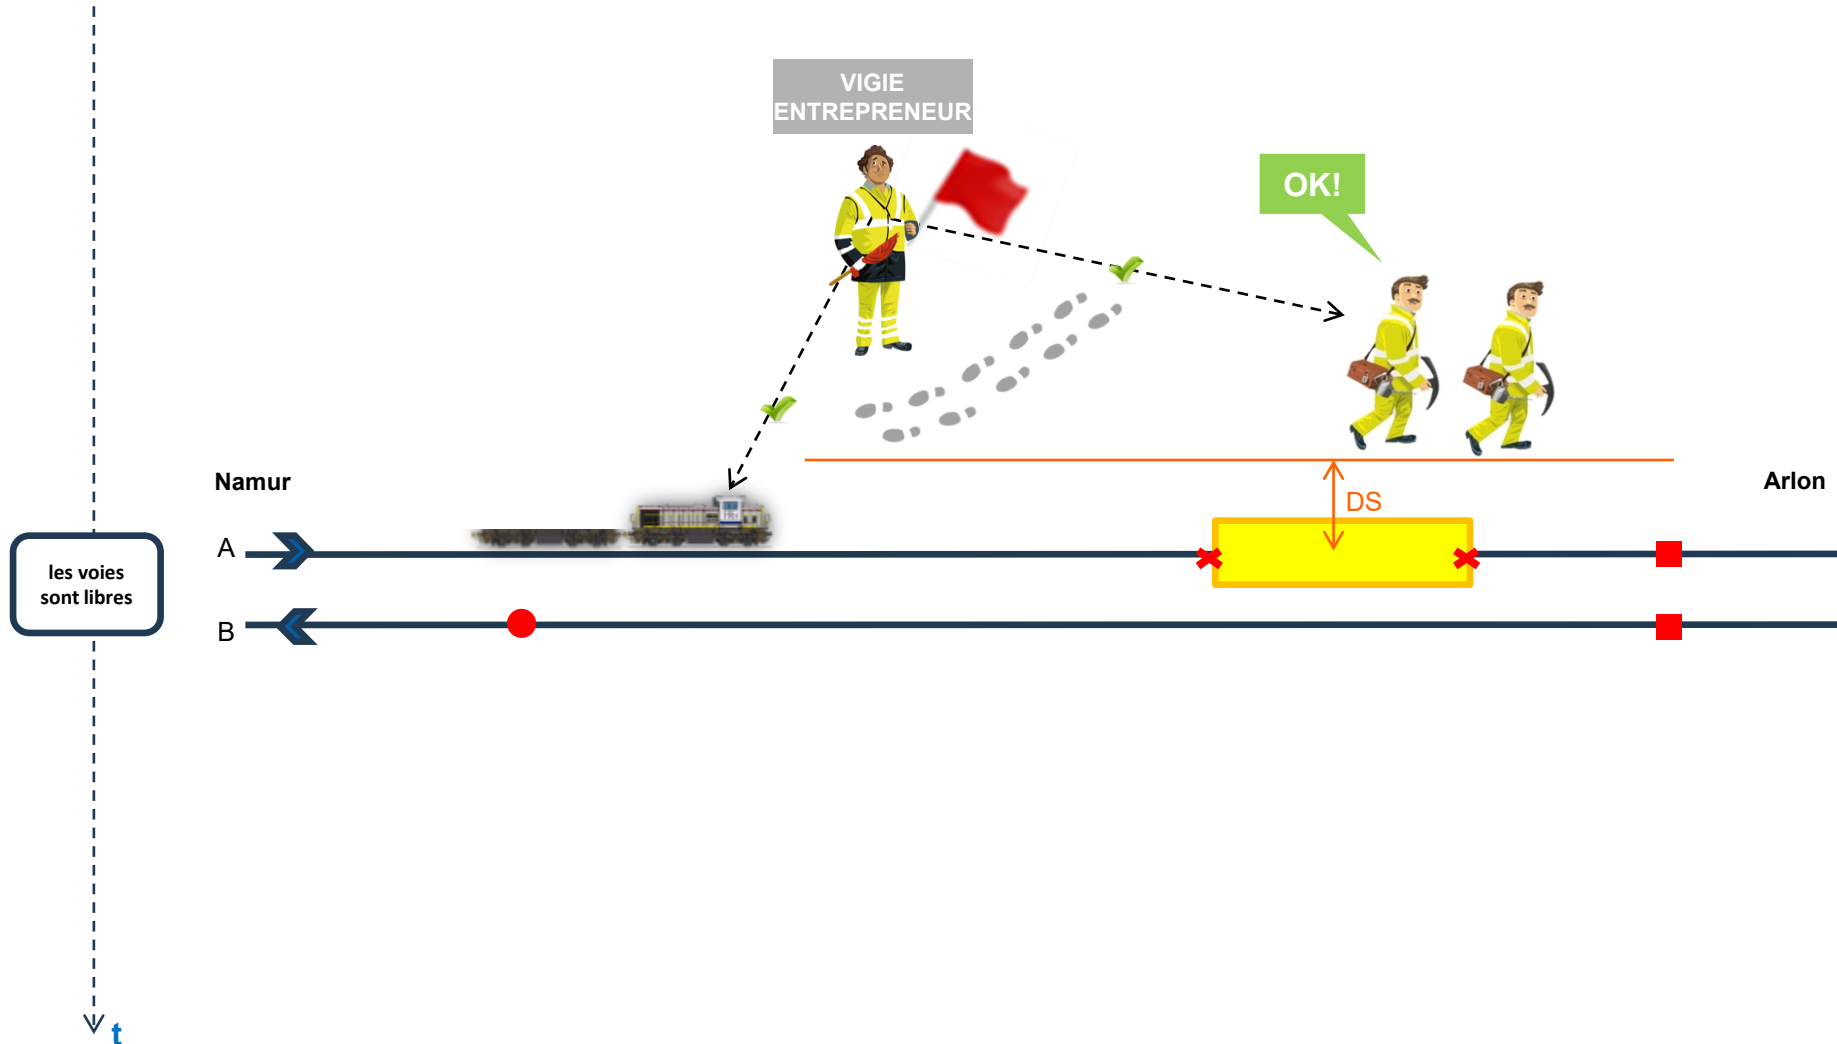 VIGIE
ENTREPRENEUR
OK!
Namur
Arlon
DS
A
les voies
sont libres
B
t